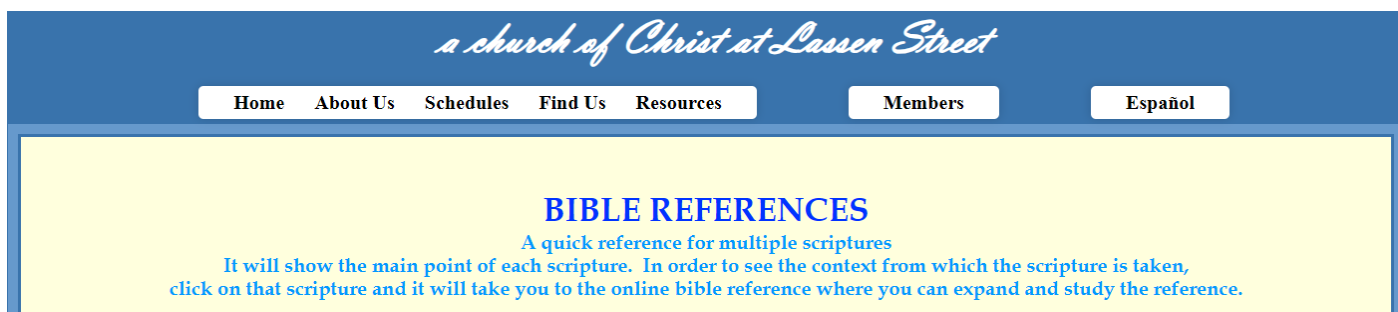 a church of Christ at Lassen Street
Home About Us Schedules Find Us Resources Members Español
BIBLE REFERENCES
A quick reference for multiple scriptures
It will show the main point of each scripture.  In order to see the context from which the scripture is taken,
click on that scripture and it will take you to the online bible reference where you can expand and study the reference.